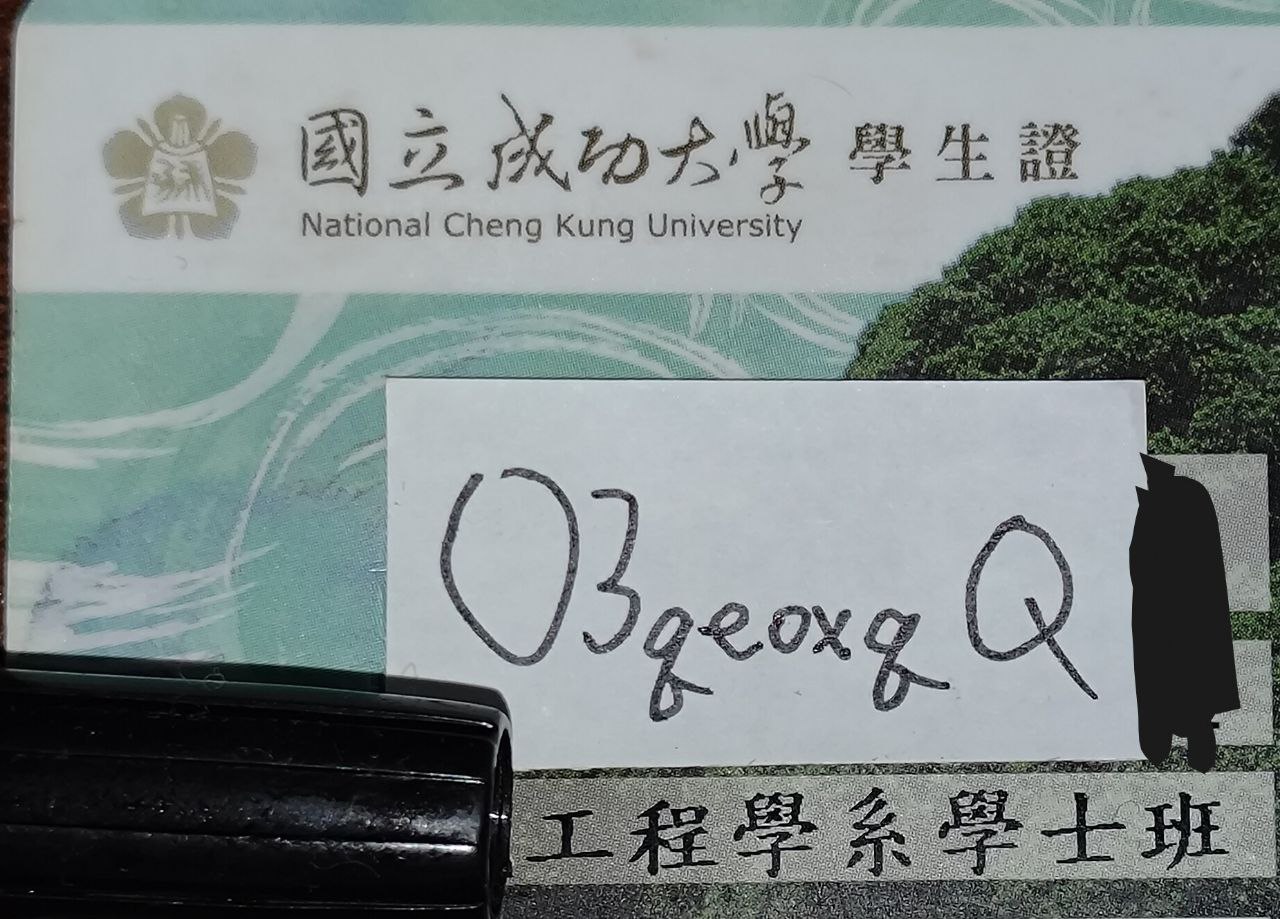 國立成功大學 學生證
National Cheng Kung University
O3qeoxq Q
工程學系學士班